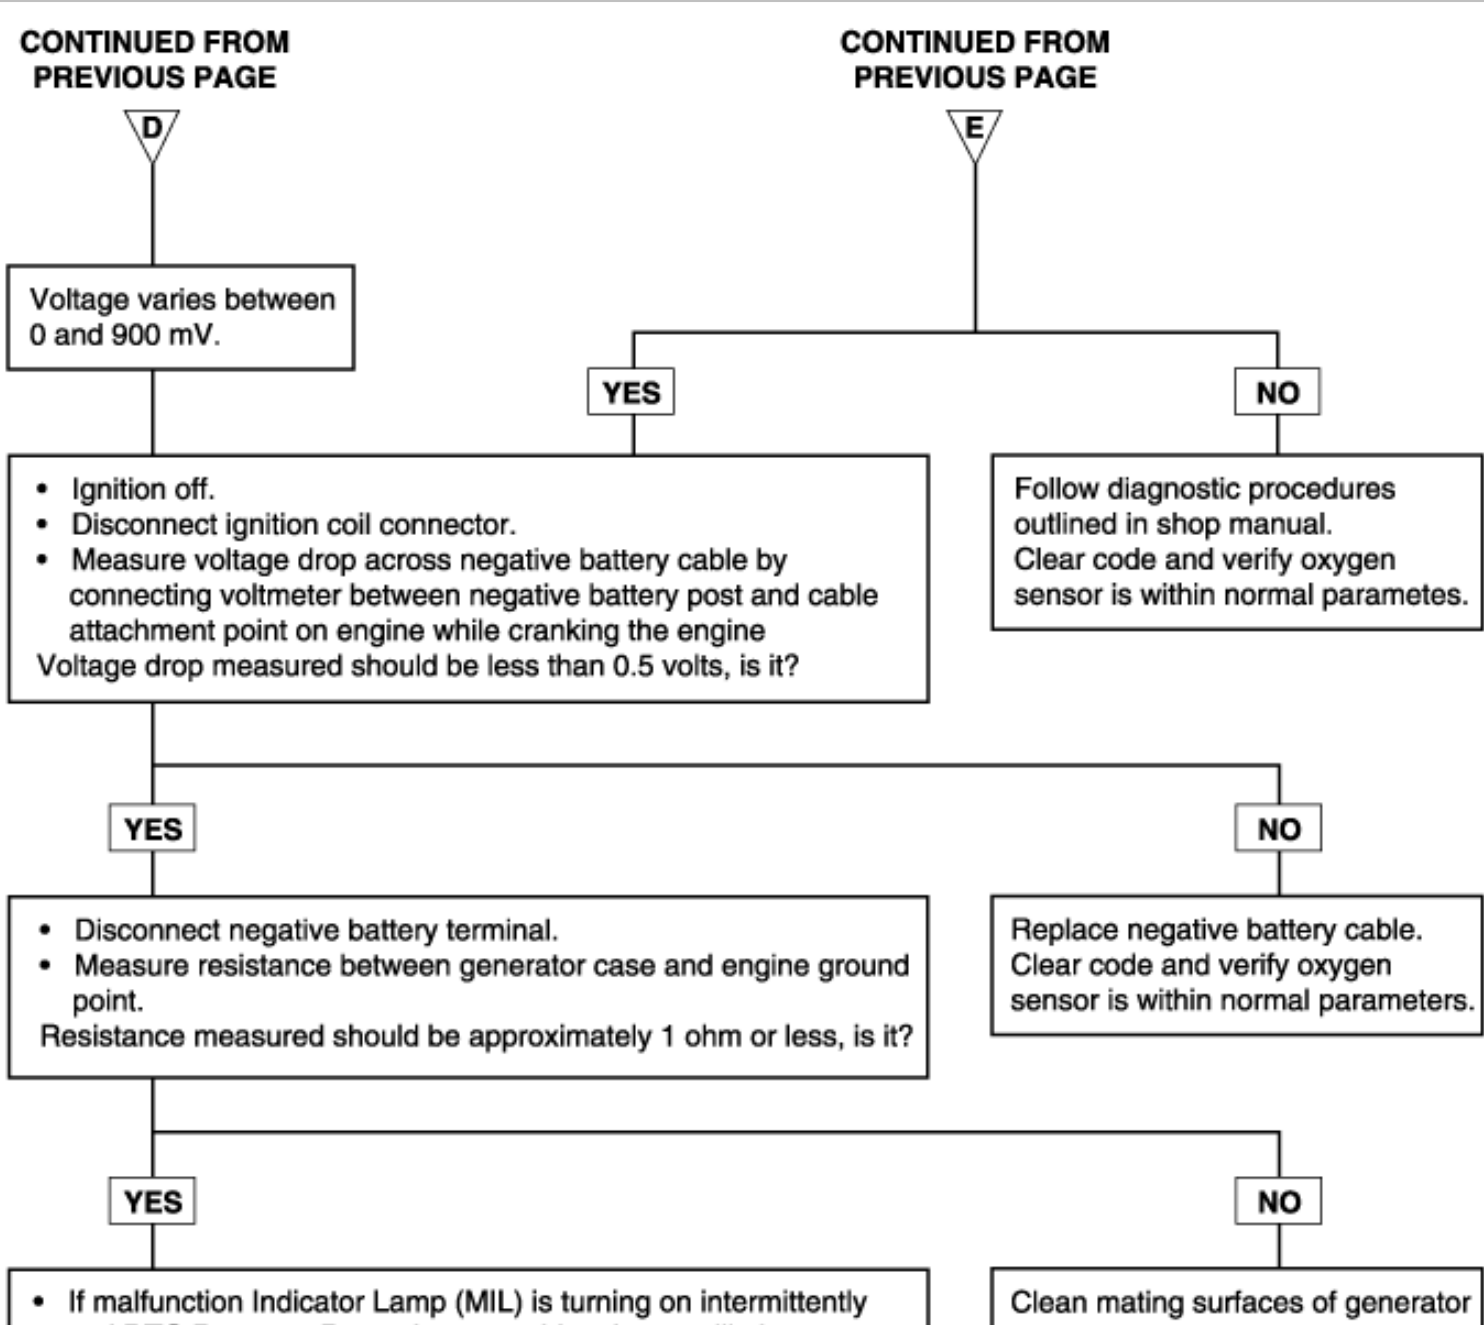 CONTINUED FROM
PREVIOUS PAGE
D
CONTINUED FROM
PREVIOUS PAGE
E
Voltage varies between
0 and 900 mV.
YES
NO
• Ignition off.
• Disconnect ignition coil connector.
• Measure voltage drop across negative battery cable by
connecting voltmeter between negative battery post and cable
attachment point on engine while cranking the engine
Voltage drop measured should be less than 0.5 volts, is it?
Follow diagnostic procedures
outlined in shop manual.
Clear code and verify oxygen
sensor is within normal parametes.
YES
NO
• Disconnect negative battery terminal.
• Measure resistance between generator case and engine ground
point.
Resistance measured should be approximately 1 ohm or less, is it?
Replace negative battery cable.
Clear code and verify oxygen
sensor is within normal parameters.
YES
NO
• If malfunction Indicator Lamp (MIL) is turning on intermittently
Clean mating surfaces of generator